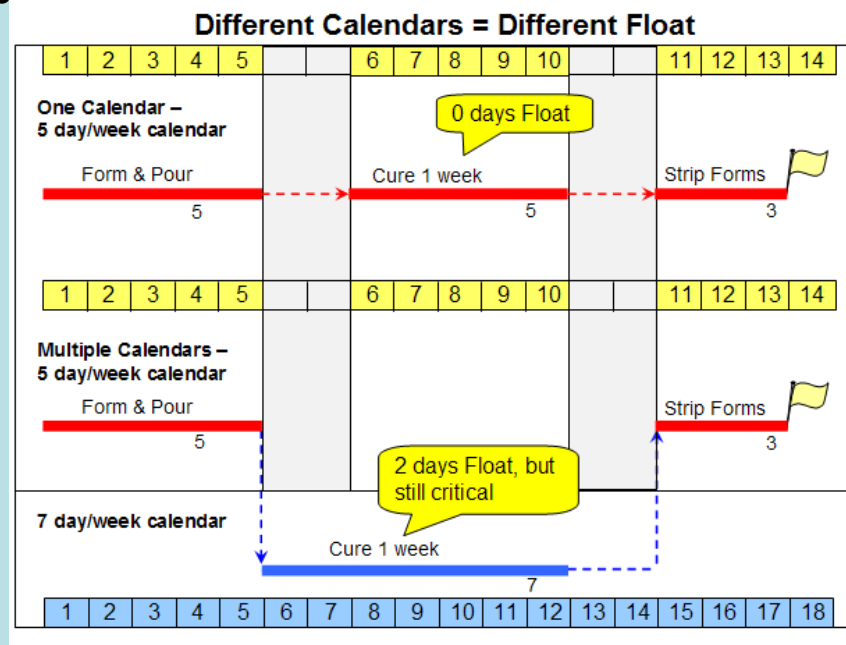 Different Calendars = Different Float
1 2 3 4 5 6 7 8 9 10 11 12 13 14
One Calendar –
5 day/week calendar
0 days Float
Form & Pour
Cure 1 week
Strip Forms
5
5
3
1 2 3 4 5 6 7 8 9 10 11 12 13 14
Multiple Calendars –
5 day/week calendar
Form & Pour
Strip Forms
5
3
2 days Float, but
still critical
7 day/week calendar
Cure 1 week
7
1 2 3 4 5 6 7 8 9 10 11 12 13 14 15 16 17 18